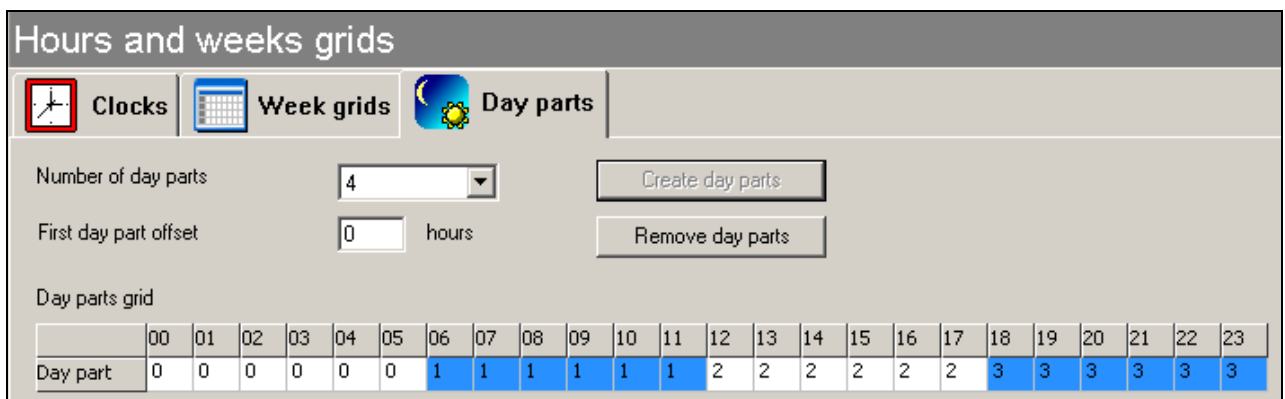 Hours and weeks grids
Clocks Week grids Day parts
Number of day parts 4 Create day parts
First day part offset 0 hours Remove day parts
Day parts grid
00 01 02 03 04 05 06 07 08 09 10 11 12 13 14 15 16 17 18 19 20 21 22 23
Day part 0 0 0 0 0 0 1 1 1 1 1 1 2 2 2 2 2 2 3 3 3 3 3 3